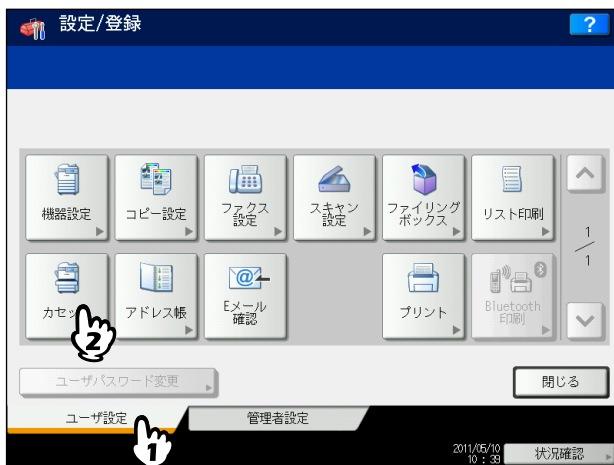 設定/登録
?
機器設定
コピー設定
ファクス
設定
スキャン
設定
ファイリング
ボックス
リスト印刷
1
1
アドレス帳
Eメール
確認
プリント
Bluetooth
印刷
2
ユーザパスワード変更
閉じる
ユーザ設定
管理者設定
1
2011/05/10
10 : 39
状況確認